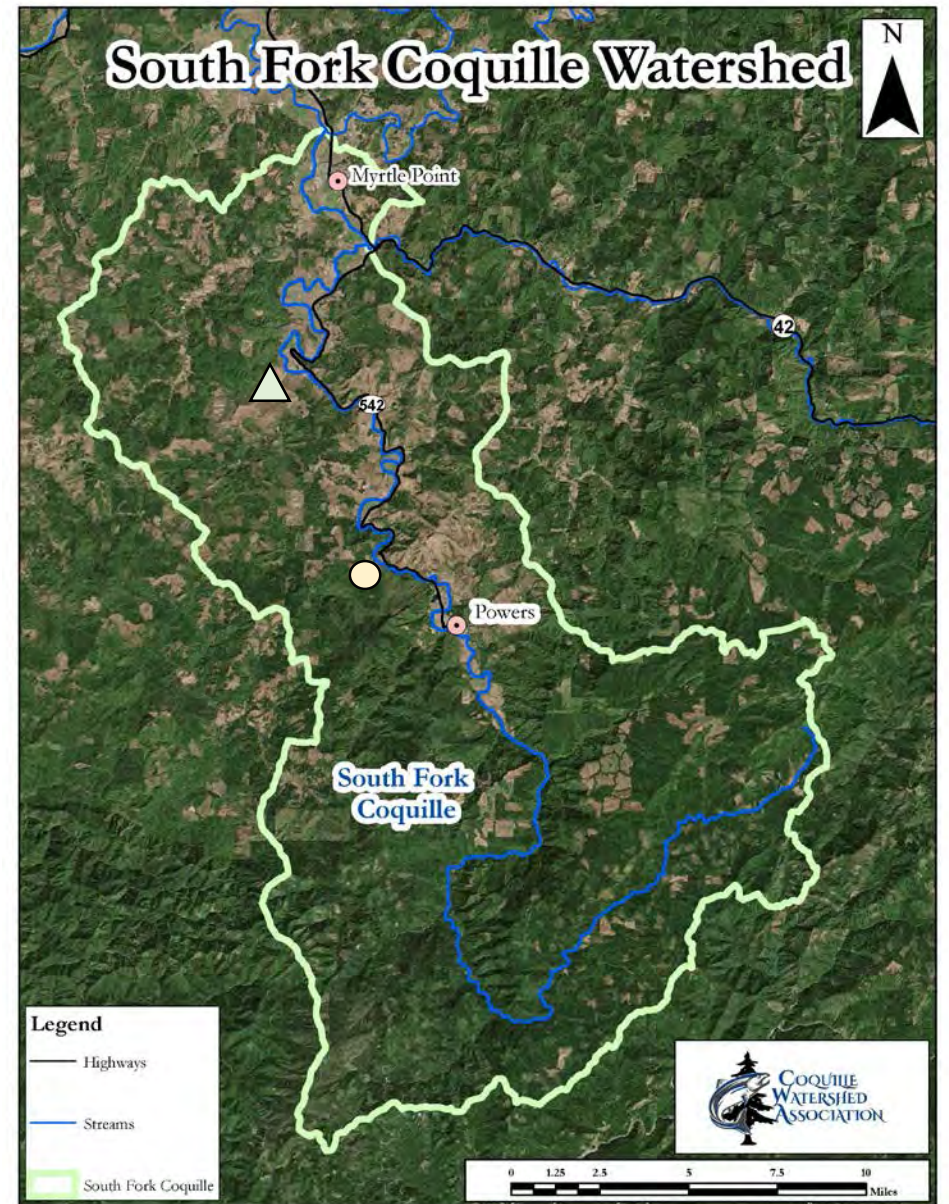 South Fork Coquille Watershed
N
Myrtle Point
42
542
Powers
South Fork
Coquille
Legend
Highways
Streams
South Fork Coquille
COQUILLE
WATERSHED
ASSOCIATION
0 1.25 2.5 5 7.5 10
Miles